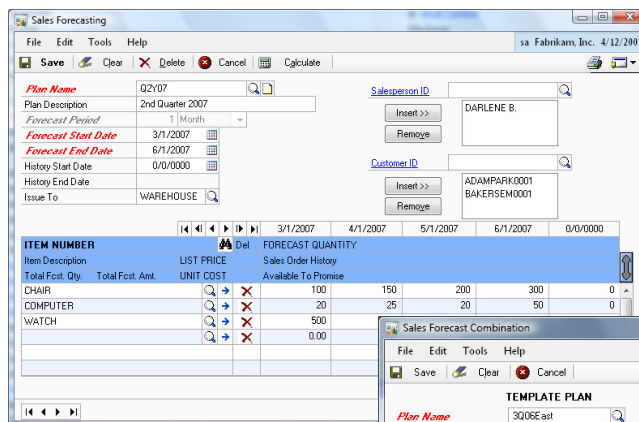 Sales Forecasting
File Edit Tools Help
sa Fabrikam, Inc. 4/12/200
Save Clear Delete Cancel Calculate
Plan Name Q2Y07
Plan Description 2nd Quarter 2007
Forecast Period 1 Month
Forecast Start Date 3/1/2007
Forecast End Date 6/1/2007
History Start Date 0/0/0000
History End Date
Issue To WAREHOUSE
Salesperson ID
Insert >>
Remove
DARLENE B.
Customer ID
Insert >>
Remove
ADAMPARK0001
BAKERSEM0001
3/1/2007 4/1/2007 5/1/2007 6/1/2007 0/0/0000
ITEM NUMBER Del FORECAST QUANTITY
Item Description LIST PRICE Sales Order History
Total Fcst. Qty. Total Fcst. Amt. UNIT COST Available To Promise
CHAIR 100 150 200 300 0
COMPUTER 20 25 20 50 0
WATCH 500
0.00
Sales Forecast Combination
File Edit Tools Help
Save Clear Cancel
TEMPLATE PLAN
Plan Name 3Q06East